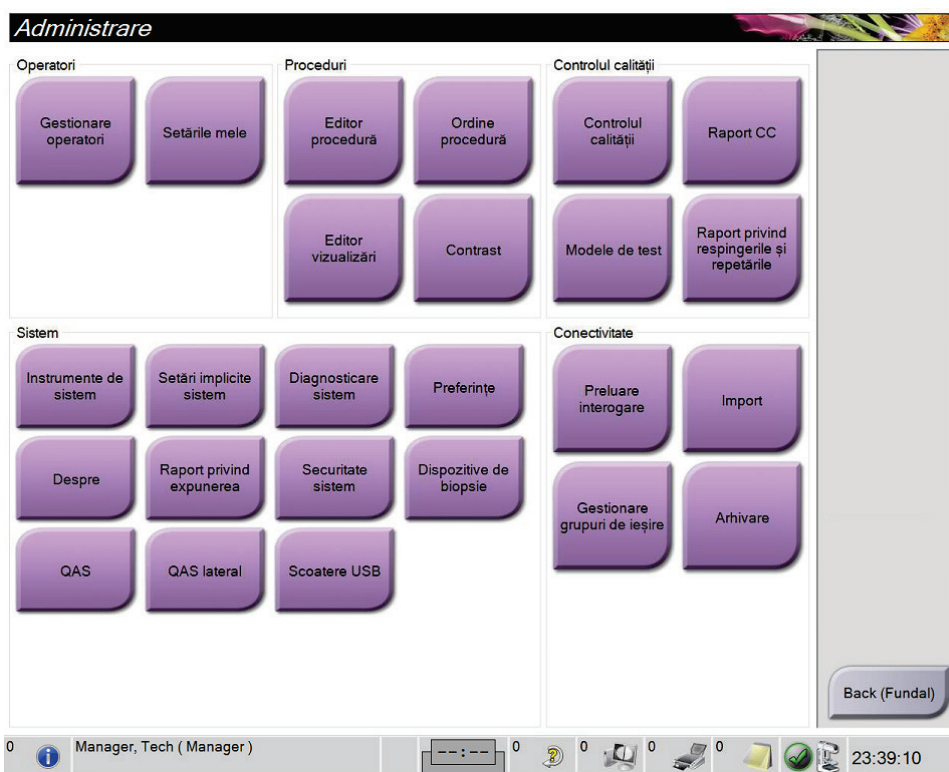 Administrare
Operatori
Gestionare
operatori
Setările mele
Proceduri
Editor
procedură
Ordine
procedură
Editor
vizualizări
Contrast
Controlul calității
Controlul
calității
Raport CC
Modele de test
Raport privind
respingerile și
repetările
Sistem
Instrumente de
sistem
Setări implicite
sistem
Diagnosticare
sistem
Preferințe
Despre
Raport privind
expunerea
Securitate
sistem
Dispozitive de
biopsie
QAS
QAS lateral
Scoatere USB
Conectivitate
Preluare
interogare
Import
Gestionare
grupuri de ieșire
Arhivare
Back (Fundal)
0 Manager, Tech ( Manager ) --:-- 0 0 0 0 23:39:10